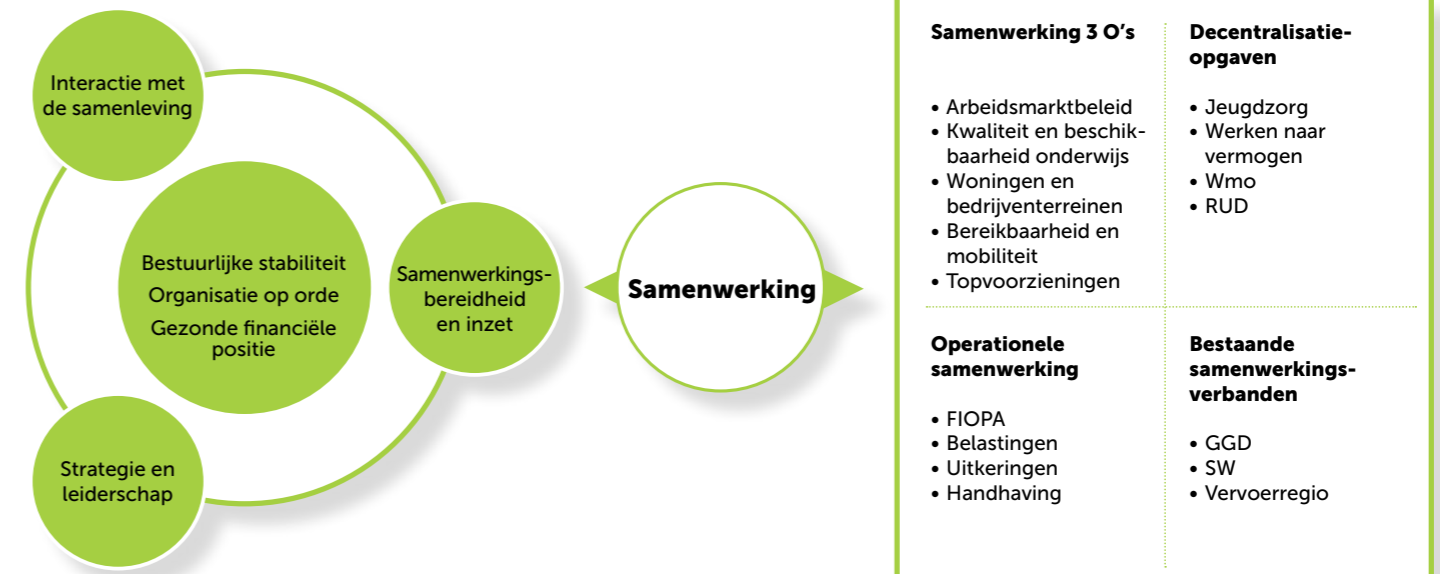 Interactie met
de samenleving
Bestuurlijke stabiliteit
Organisatie op orde
Gezonde financiële
positie
Samenwerkings-
bereidheid
en inzet
Strategie en
leiderschap
Samenwerking
Samenwerking 3 O's
• Arbeidsmarktbeleid
• Kwaliteit en beschik-
baarheid onderwijs
• Woningen en
bedrijventerreinen
• Bereikbaarheid en
mobiliteit
• Topvoorzieningen
Decentralisatie-
opgaven
• Jeugdzorg
• Werken naar
vermogen
• Wmo
• RUD
Operationele
samenwerking
• FIOPA
• Belastingen
• Uitkeringen
• Handhaving
Bestaande
samenwerkings-
verbanden
• GGD
• SW
• Vervoerregio